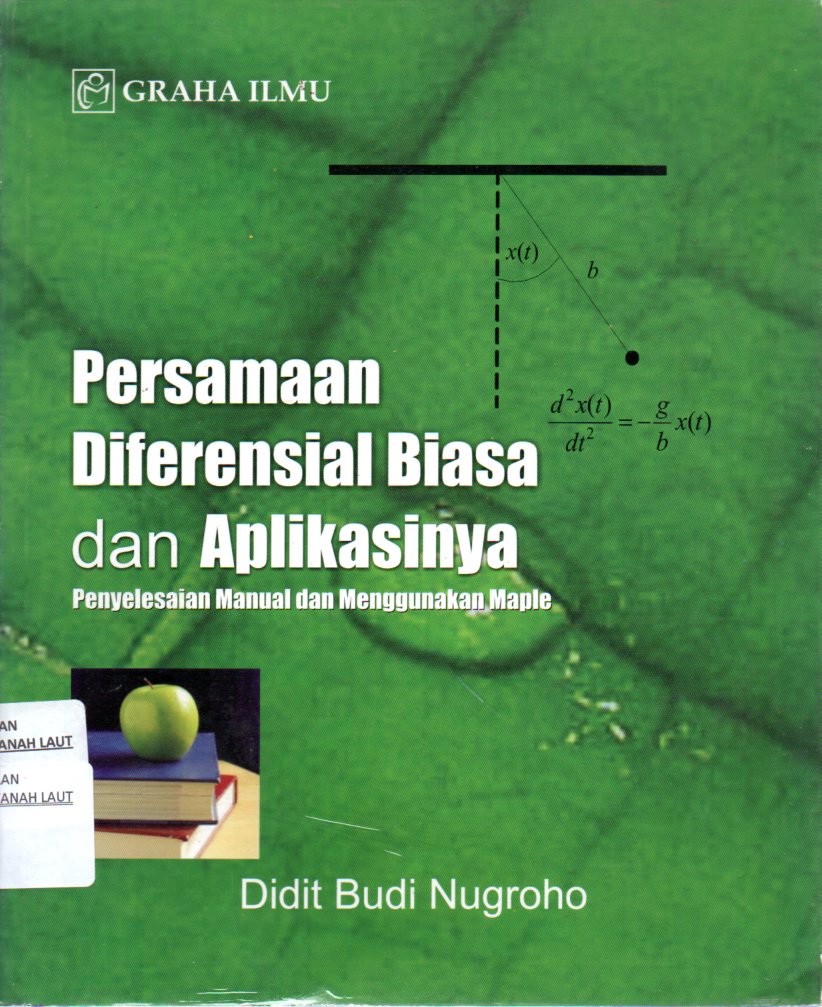 GRAHA ILMU
x(t)
b
d²x(t)/dt² = −g/b x(t)
Persamaan
Diferensial Biasa
dan Aplikasinya
Penyelesaian Manual dan Menggunakan Maple
AN
ANAH LAUT
AN
TANAH LAUT
Didit Budi Nugroho